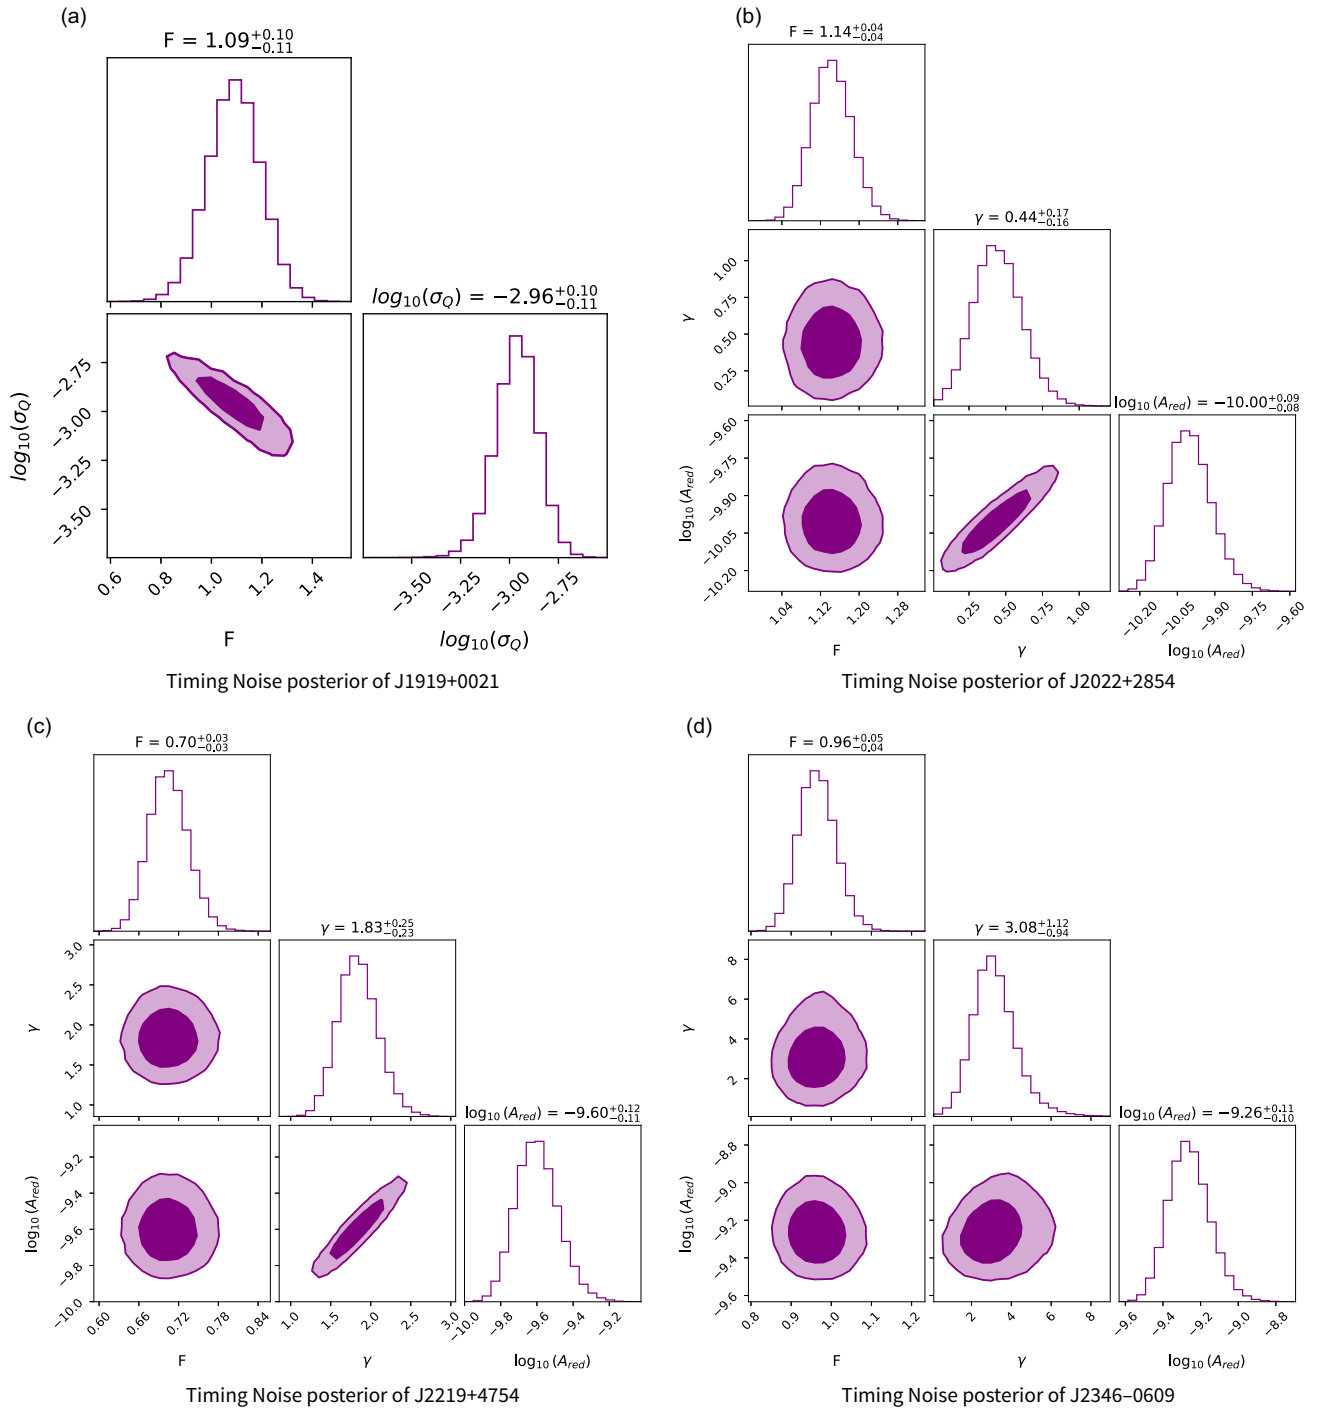 (a)
F = 1.09 +0.10 −0.11
log10(σQ) = −2.96 +0.10 −0.11
log10(σQ)
−2.75
−3.00
−3.25
−3.50
0.6 0.8 1.0 1.2 1.4
−3.50 −3.25 −3.00 −2.75
F
log10(σQ)
Timing Noise posterior of J1919+0021
(b)
F = 1.14 +0.04 −0.04
γ = 0.44 +0.17 −0.16
γ
1.00
0.75
0.50
0.25
log10(Ared) = −10.00 +0.09 −0.08
log10(Ared)
−9.60
−9.75
−9.90
−10.05
−10.20
1.04 1.12 1.20 1.28
0.25 0.50 0.75 1.00
−10.20 −10.05 −9.90 −9.75 −9.60
F
γ
log10(Ared)
Timing Noise posterior of J2022+2854
(c)
F = 0.70 +0.03 −0.03
γ = 1.83 +0.25 −0.23
γ
3.0
2.5
2.0
1.5
1.0
log10(Ared) = −9.60 +0.12 −0.11
log10(Ared)
−9.2
−9.4
−9.6
−9.8
−10.0
0.60 0.66 0.72 0.78 0.84
1.0 1.5 2.0 2.5 3.0
−10.0 −9.8 −9.6 −9.4 −9.2
F
γ
log10(Ared)
Timing Noise posterior of J2219+4754
(d)
F = 0.96 +0.05 −0.04
γ = 3.08 +1.12 −0.94
γ
8
6
4
2
log10(Ared) = −9.26 +0.11 −0.10
log10(Ared)
−8.8
−9.0
−9.2
−9.4
−9.6
0.8 0.9 1.0 1.1 1.2
2 4 6 8
−9.6 −9.4 −9.2 −9.0 −8.8
F
γ
log10(Ared)
Timing Noise posterior of J2346–0609